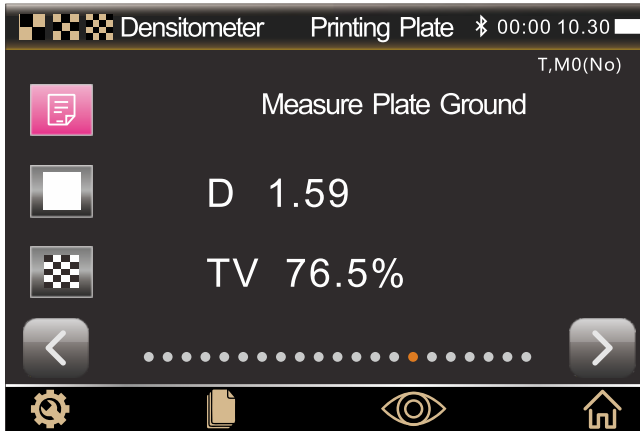 Densitometer Printing Plate 00:00 10.30
T,M0(No)
Measure Plate Ground
D 1.59
TV 76.5%